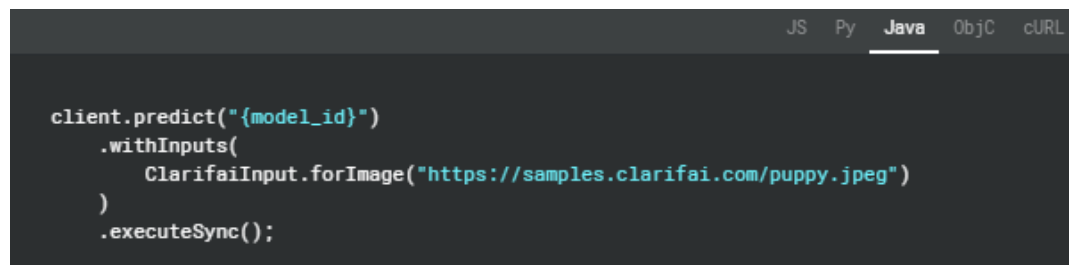 JS Py Java ObjC cURL
client.predict("{model_id}")
.withInputs(
ClarifaiInput.forImage("https://samples.clarifai.com/puppy.jpeg")
)
.executeSync();